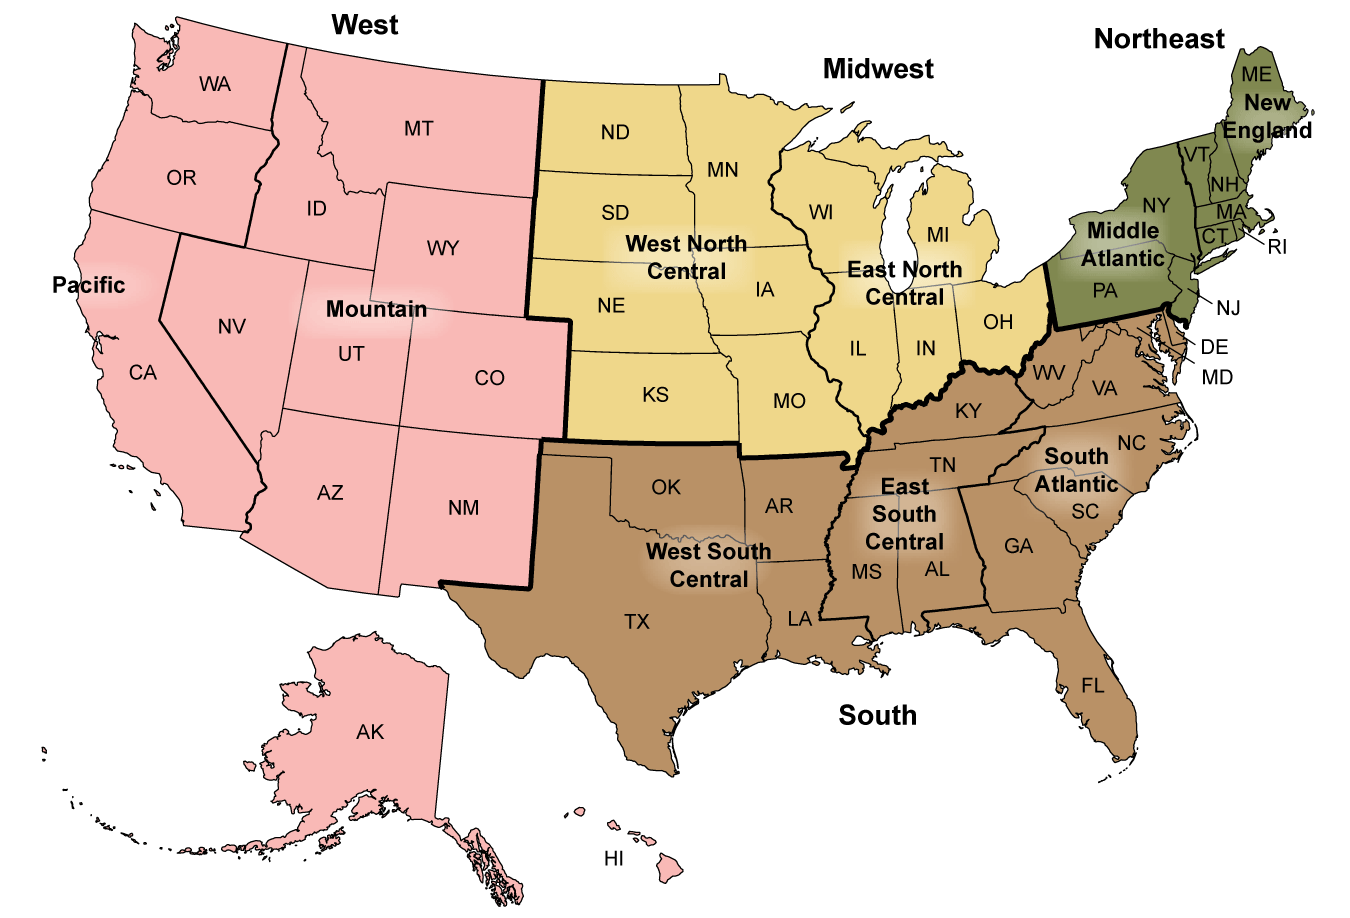 West
Midwest
Northeast
WA
MT
ND
MN
ME
New
England
OR
ID
WY
SD
WI
MI
VT
NH
NY
MA
CT
RI
Middle
Atlantic
West North
Central
East North
Central
Pacific
Mountain
NV
UT
CO
CA
NE
IA
IL
IN
OH
PA
NJ
DE
MD
KS
MO
KY
WV
VA
NC
TN
South
Atlantic
SC
AZ
NM
OK
AR
East
South
Central
West South
Central
MS
AL
GA
TX
LA
FL
South
AK
HI